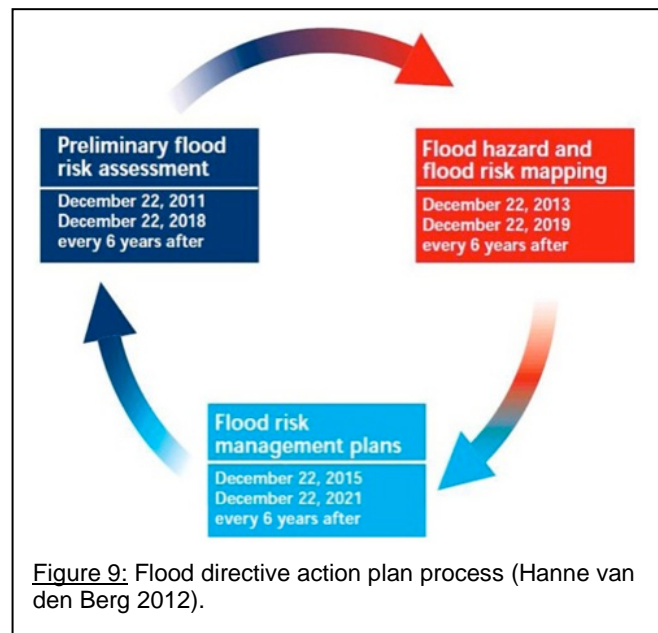 Preliminary flood
risk assessment
December 22, 2011
December 22, 2018
every 6 years after
Flood hazard and
flood risk mapping
December 22, 2013
December 22, 2019
every 6 years after
Flood risk
management plans
December 22, 2015
December 22, 2021
every 6 years after
Figure 9: Flood directive action plan process (Hanne van
den Berg 2012).